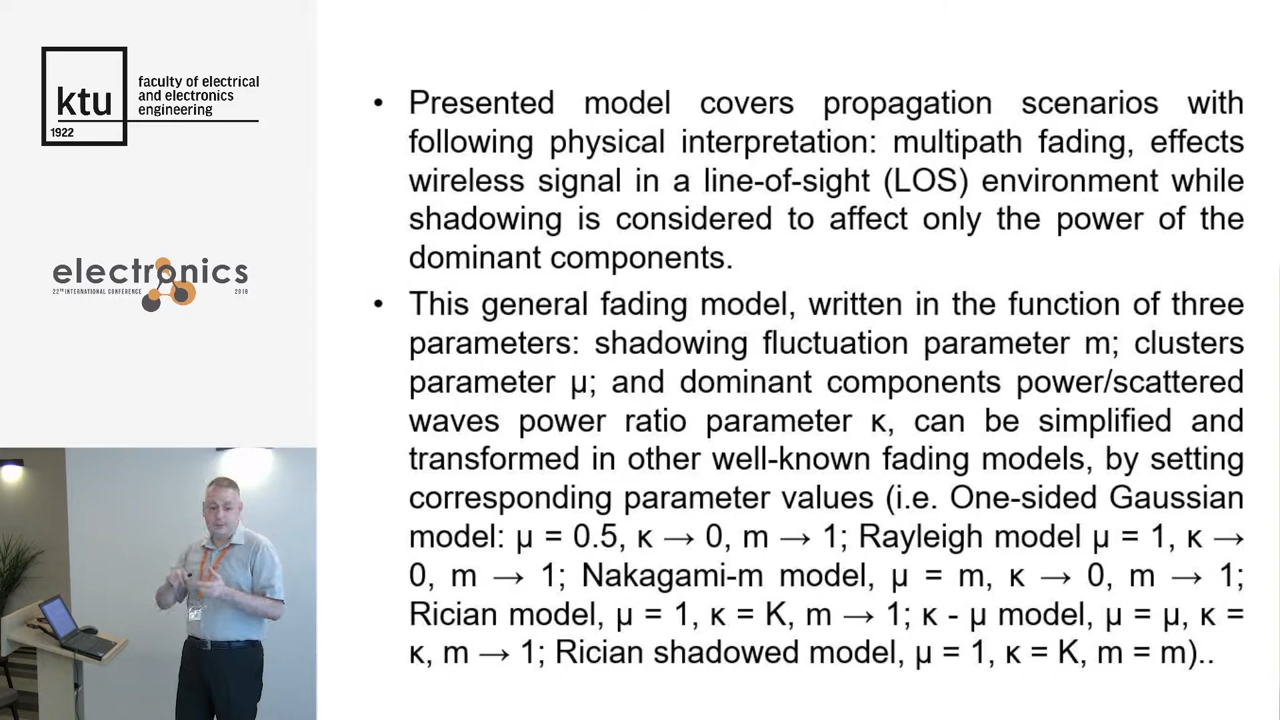 faculty of electrical
and electronics
engineering
ktu
1922
electronics
22TH INTERNATIONAL CONFERENCE 2018
• Presented model covers propagation scenarios with
following physical interpretation: multipath fading, effects
wireless signal in a line-of-sight (LOS) environment while
shadowing is considered to affect only the power of the
dominant components.
• This general fading model, written in the function of three
parameters: shadowing fluctuation parameter m; clusters
parameter μ; and dominant components power/scattered
waves power ratio parameter κ, can be simplified and
transformed in other well-known fading models, by setting
corresponding parameter values (i.e. One-sided Gaussian
model: μ = 0.5, κ → 0, m → 1; Rayleigh model μ = 1, κ →
0, m → 1; Nakagami-m model, μ = m, κ → 0, m → 1;
Rician model, μ = 1, κ = K, m → 1; κ - μ model, μ = μ, κ =
κ, m → 1; Rician shadowed model, μ = 1, κ = K, m = m)..